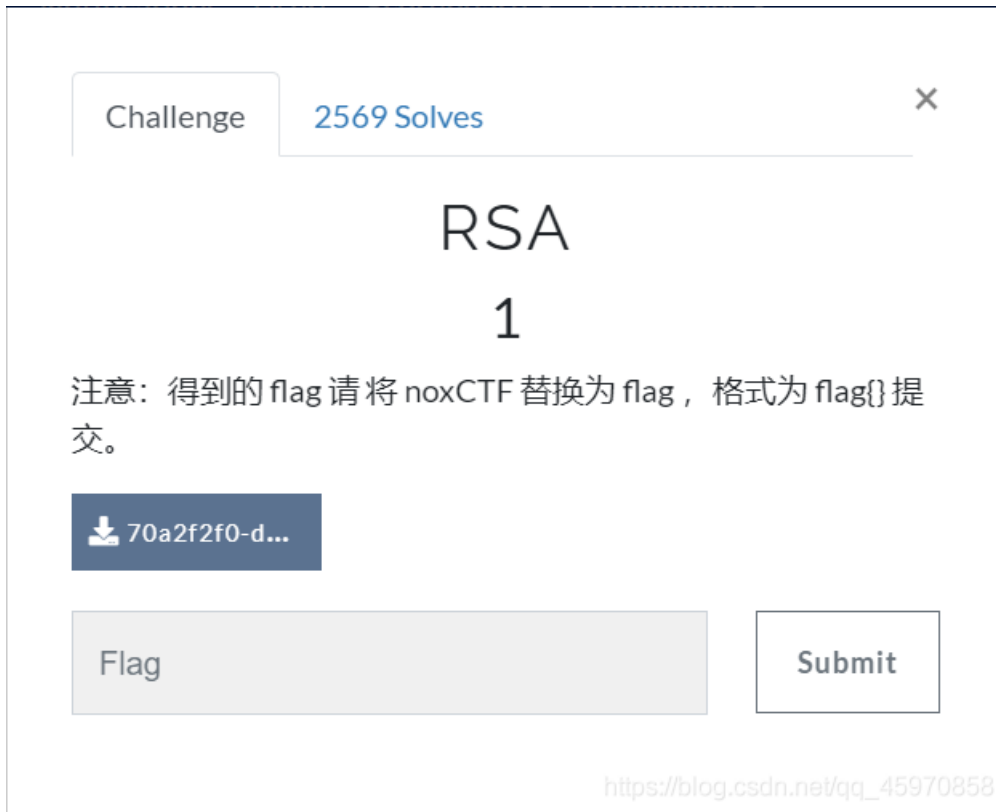 Challenge
2569 Solves
×
RSA
1
注意：得到的 flag 请 将 noxCTF 替换为 flag ，格式为 flag{} 提
交。
70a2f2f0-d...
Flag
Submit
https://blog.csdn.net/qq_45970858